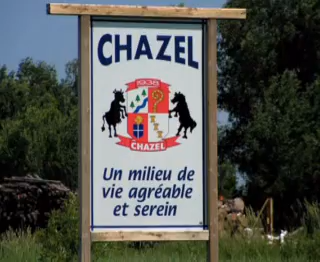 CHAZEL
1938
CHAZEL
Un milieu de
vie agréable
et serein